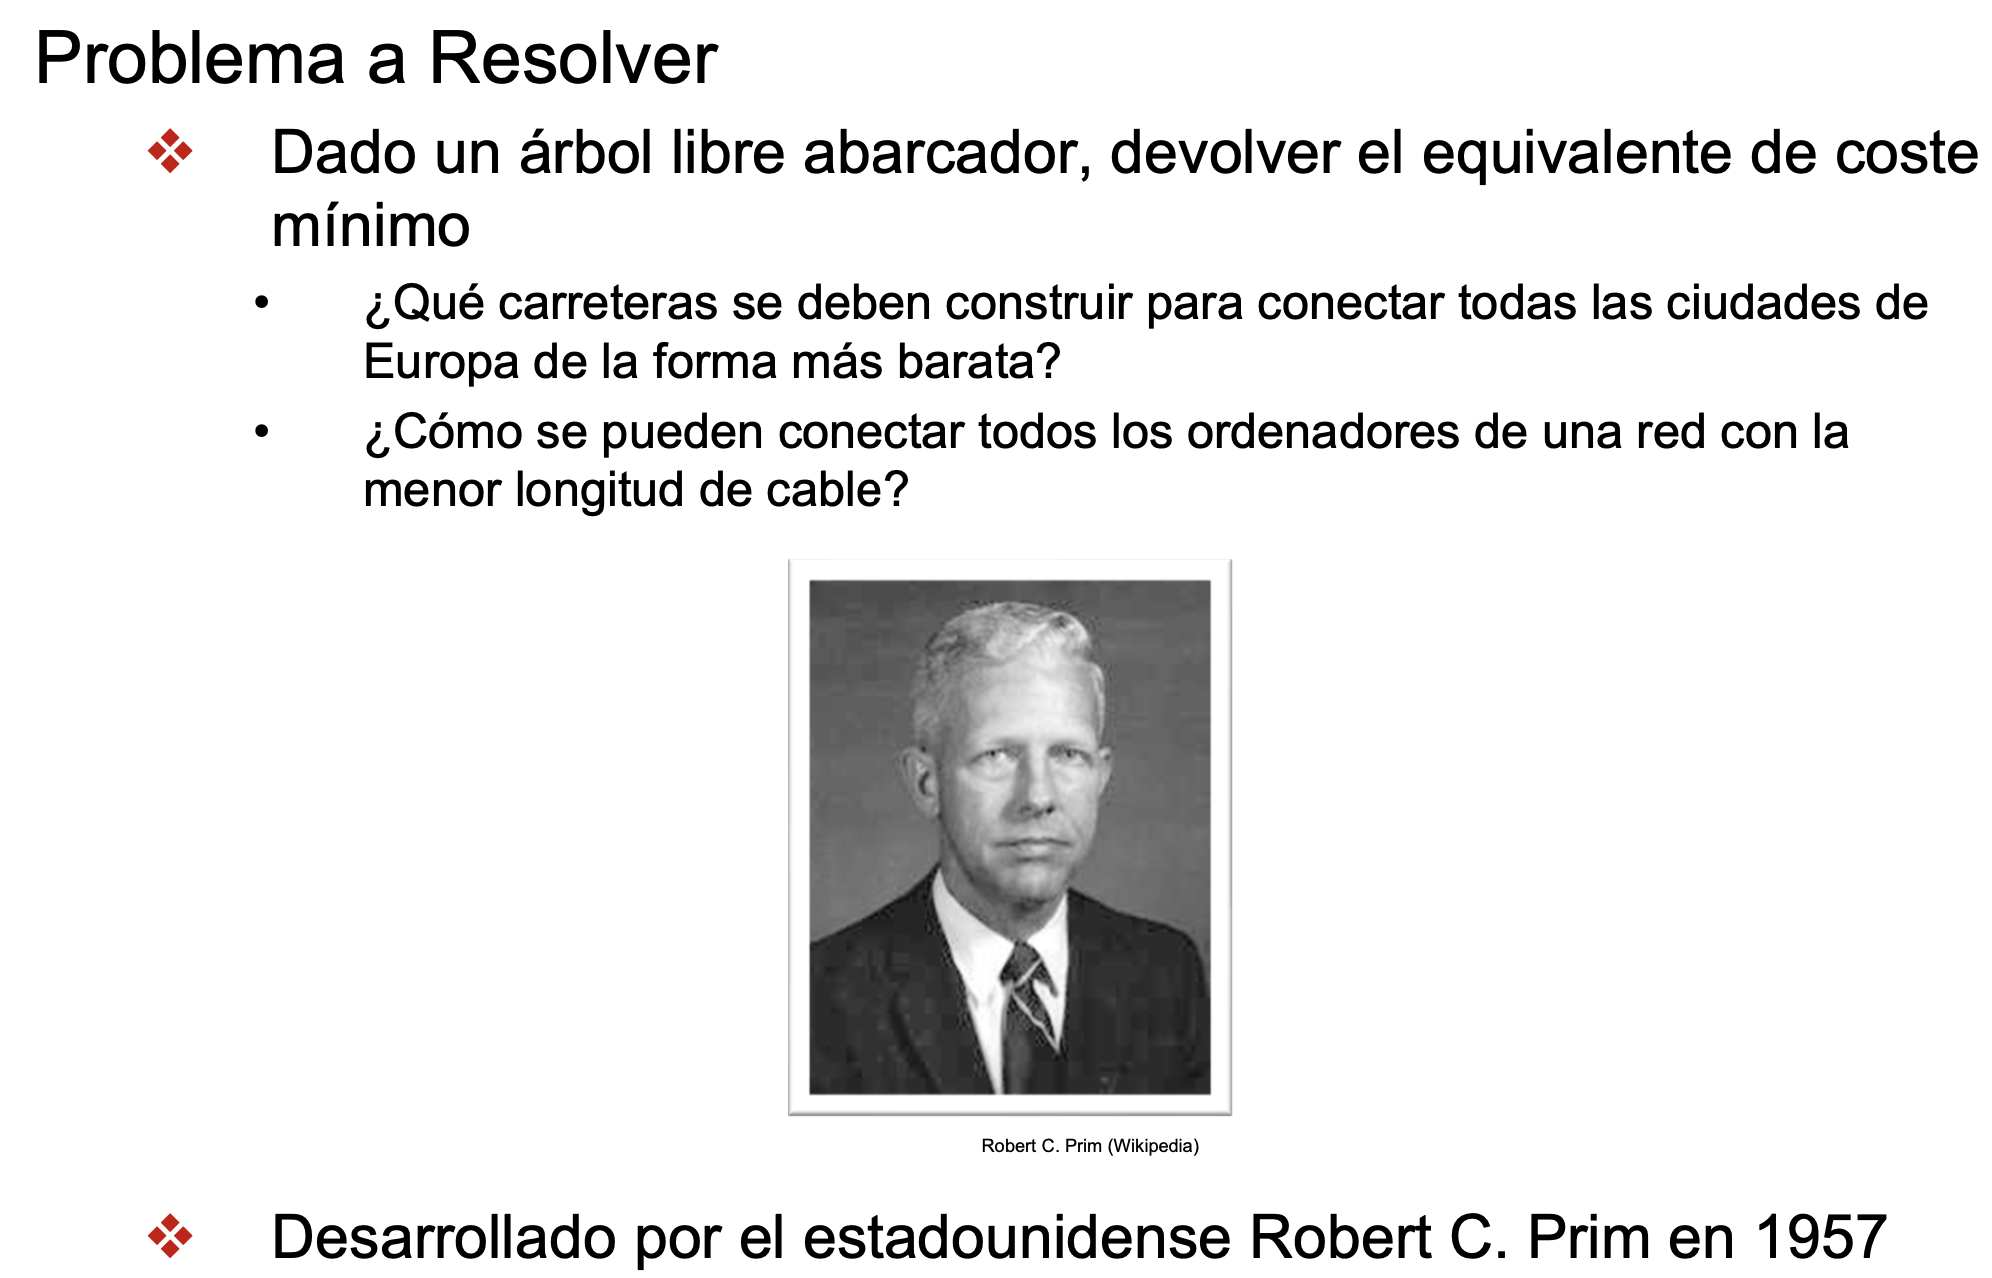 Problema a Resolver
Dado un árbol libre abarcador, devolver el equivalente de coste
mínimo
¿Qué carreteras se deben construir para conectar todas las ciudades de
Europa de la forma más barata?
¿Cómo se pueden conectar todos los ordenadores de una red con la
menor longitud de cable?
Robert C. Prim (Wikipedia)
Desarrollado por el estadounidense Robert C. Prim en 1957